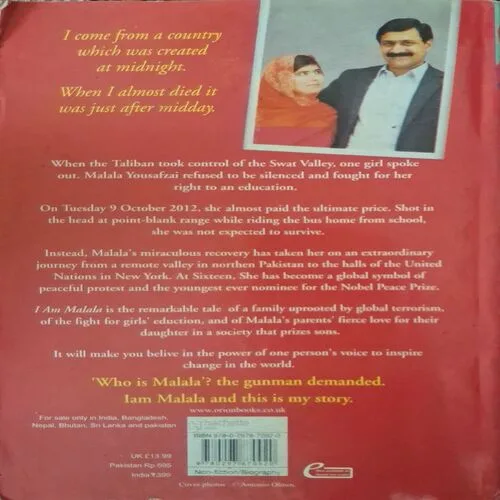 I come from a country
which was created
at midnight.
When I almost died it
was just after midday.
When the Taliban took control of the Swat Valley, one girl spoke
out. Malala Yousafzai refused to be silenced and fought for her
right to an education.
On Tuesday 9 October 2012, she almost paid the ultimate price. Shot in
the head at point-blank range while riding the bus home from school,
she was not expected to survive.
Instead, Malala's miraculous recovery has taken her on an extraordinary
journey from a remote valley in northen Pakistan to the halls of the United
Nations in New York. At Sixteen, She has become a global symbol of
peaceful protest and the youngest ever nominee for the Nobel Peace Prize.
I Am Malala is the remarkable tale of a family uprooted by global terrorism,
of the fight for girls' eduction, and of Malala's parents' fierce love for their
daughter in a society that prizes sons.
It will make you belive in the power of one person's voice to inspire
change in the world.
'Who is Malala'? the gunman demanded.
Iam Malala and this is my story.
www.orionbooks.co.uk
For sale only in India, Bangladesh,
Nepal, Bhutan, Sri Lanka and pakistan
hachette
UK £13.99
Pakistan Rp 595
India ₹399
ISBN
Non-fiction/Biography
Cover photos © Antonio Olmos